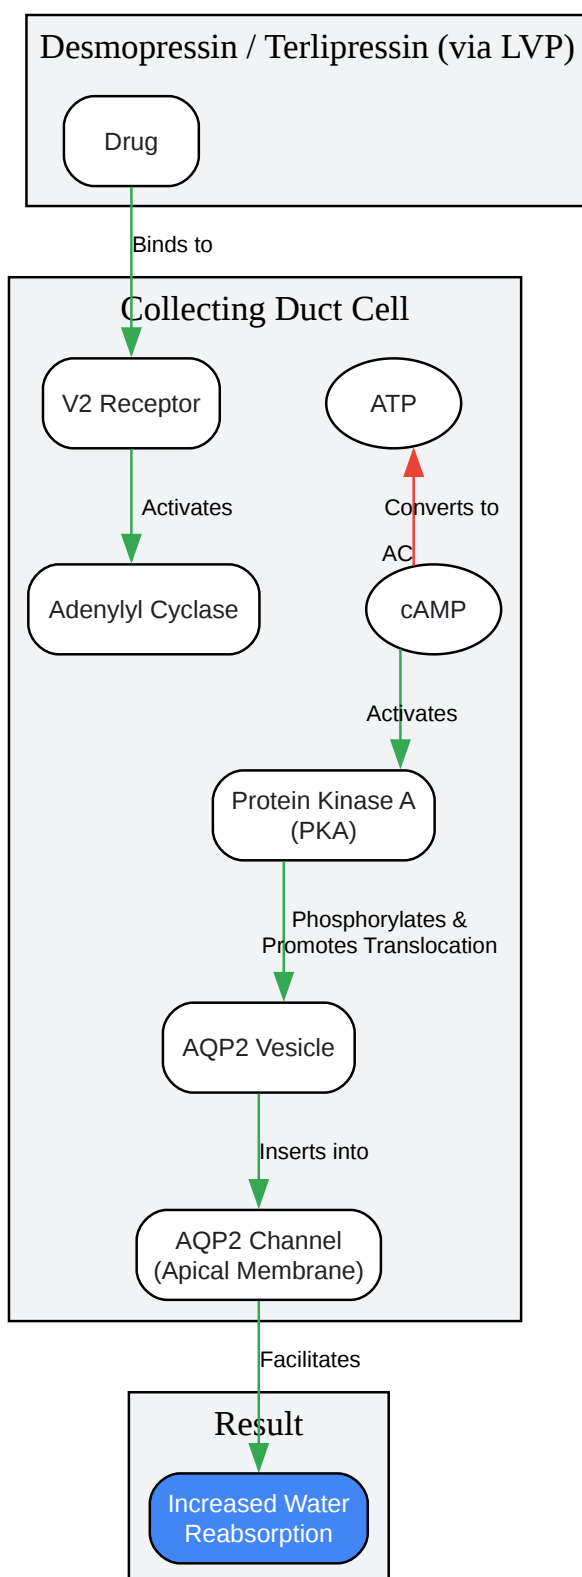 Desmopressin / Terlipressin (via LVP)
Drug
Binds to
Collecting Duct Cell
V2 Receptor
ATP
Activates
Converts to
AC
Adenylyl Cyclase
cAMP
Activates
Protein Kinase A
(PKA)
Phosphorylates &
Promotes Translocation
AQP2 Vesicle
Inserts into
AQP2 Channel
(Apical Membrane)
Facilitates
Result
Increased Water
Reabsorption